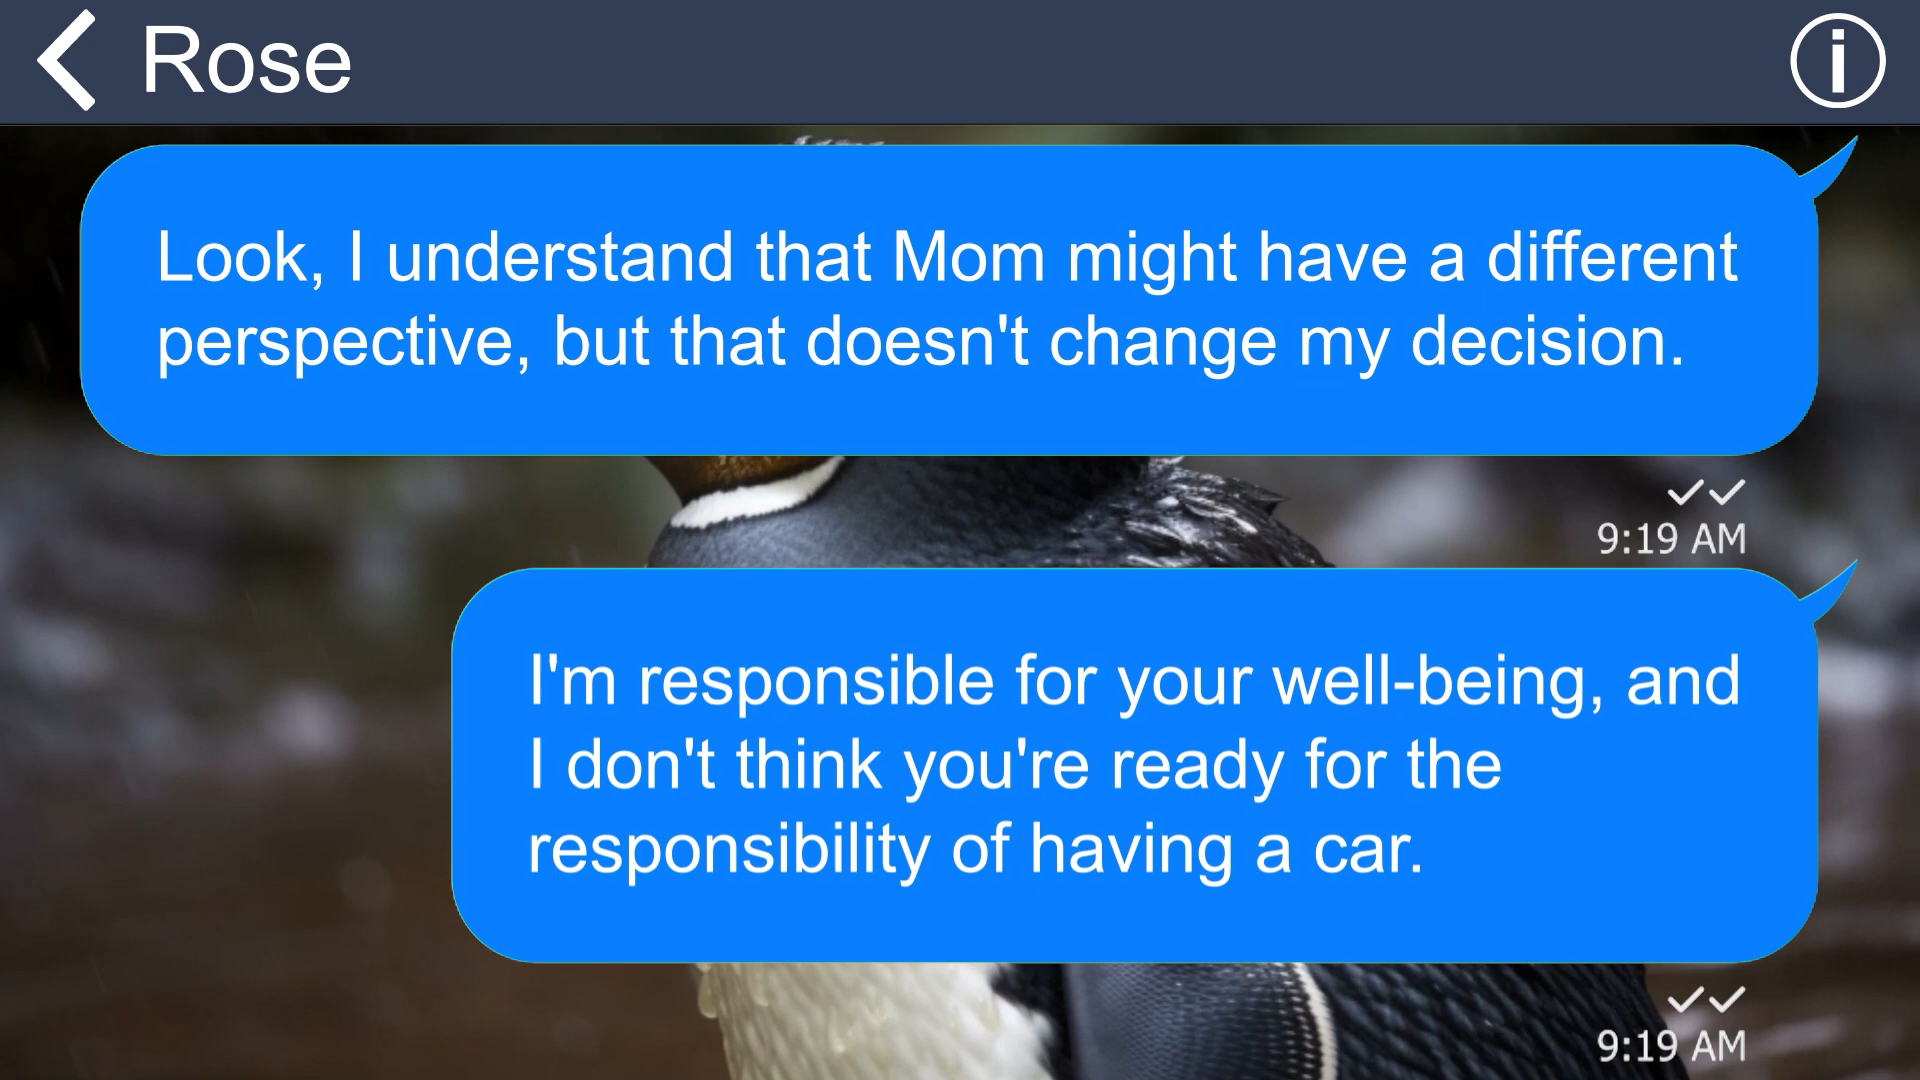 Rose
Look, I understand that Mom might have a different
perspective, but that doesn't change my decision.
9:19 AM
I'm responsible for your well-being, and
I don't think you're ready for the
responsibility of having a car.
9:19 AM